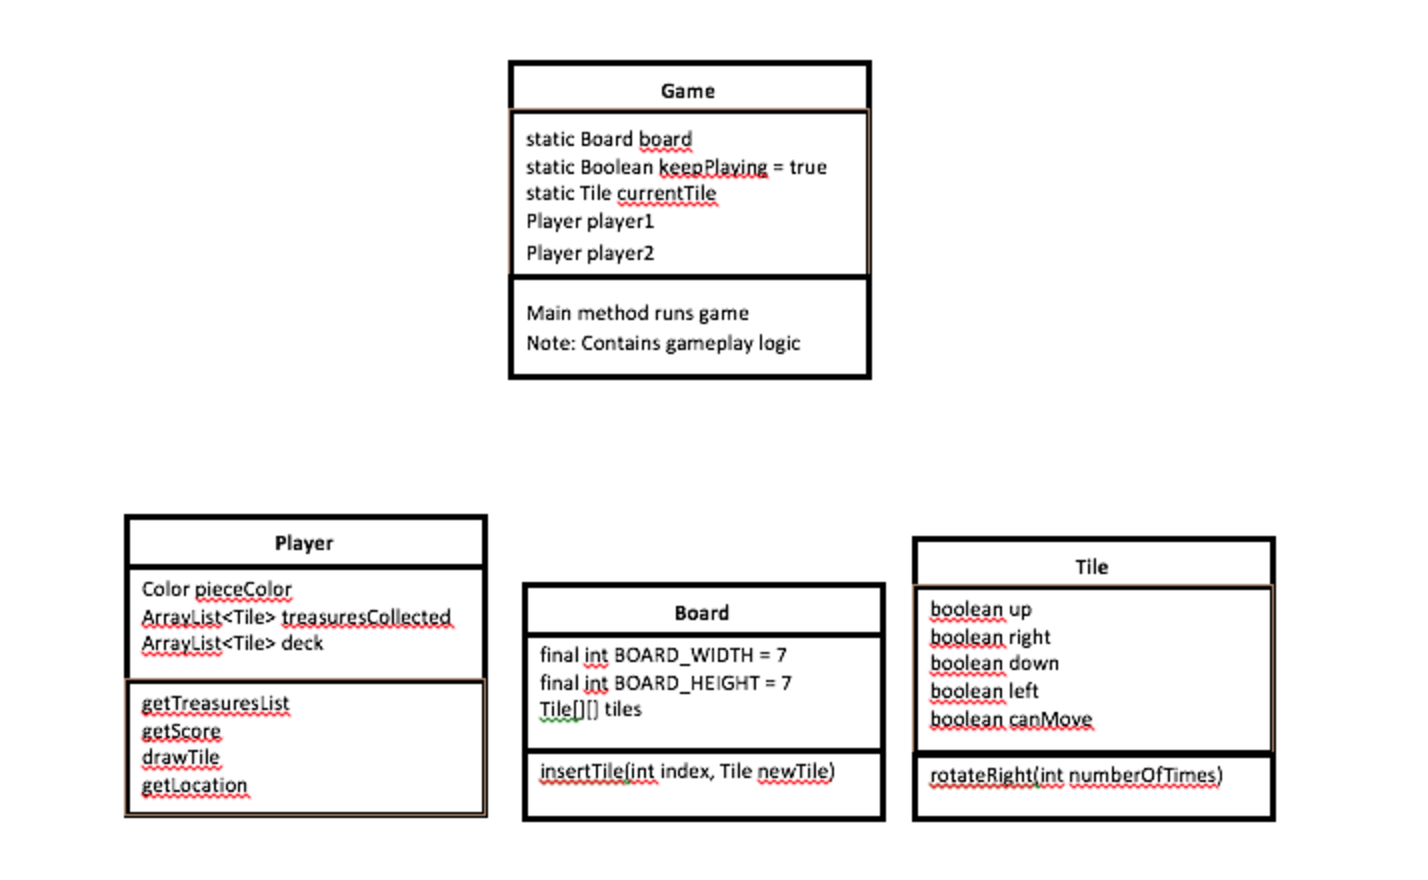 Game
static Board board
static Boolean keepPlaying = true
static Tile currentTile
Player player1
Player player2
Main method runs game
Note: Contains gameplay logic
Player
Color pieceColor
ArrayList<Tile> treasuresCollected
ArrayList<Tile> deck
getTreasuresList
getScore
drawTile
getLocation
Board
final int BOARD_WIDTH = 7
final int BOARD_HEIGHT = 7
Tile[][] tiles
insertTile(int index, Tile newTile)
Tile
boolean up
boolean right
boolean down
boolean left
boolean canMove
rotateRight(int numberOfTimes)